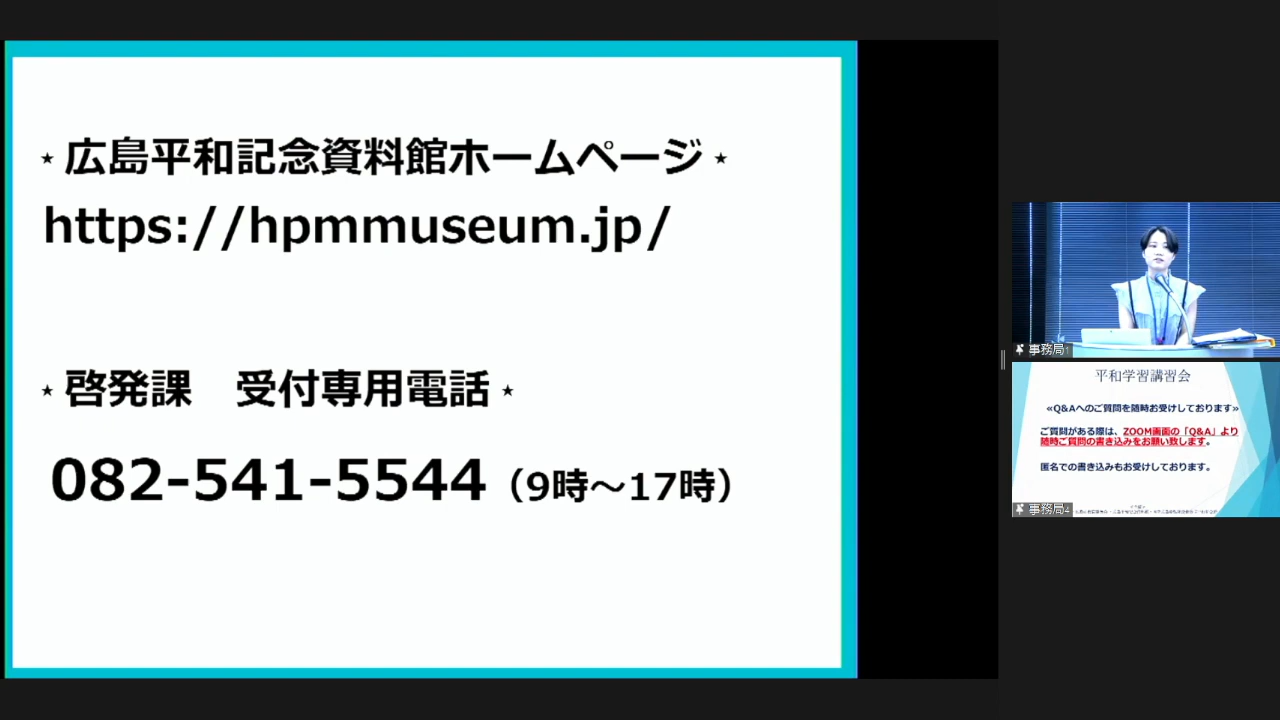 ⋆広島平和記念資料館ホームページ⋆
https://hpmmuseum.jp/
⋆啓発課　受付専用電話⋆
082-541-5544（9時～17時）
事務局1
平和学習講習会
≪Q&Aへのご質問を随時お受けしております≫
ご質問がある際は、ZOOM画面の「Q&A」より
随時ご質問の書き込みをお願い致します。
匿名での書き込みもお受けしております。
事務局4